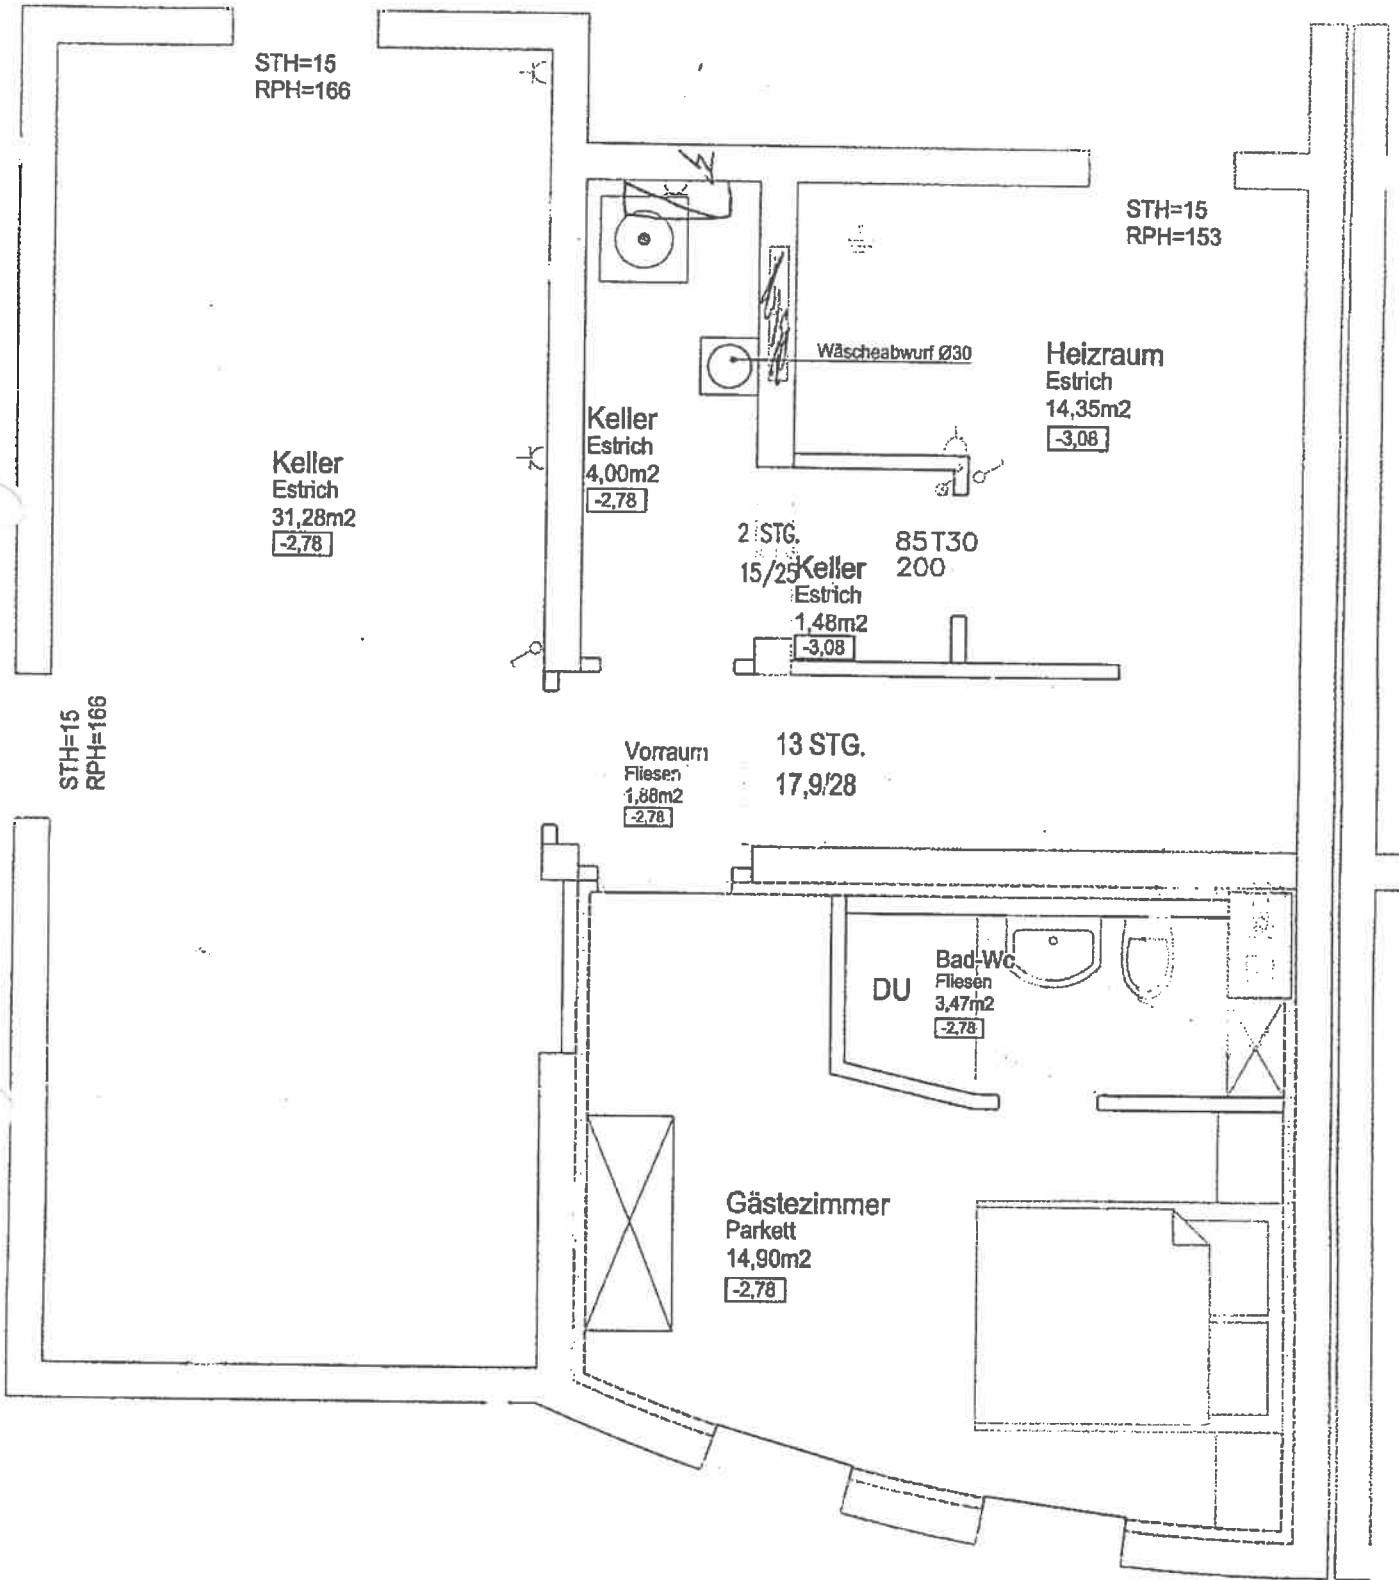 STH=15
RPH=166
STH=15
RPH=153
Wäscheabwurf Ø30
Heizraum
Estrich
14,35m2
-3,08
Keller
Estrich
4,00m2
-2,78
Keller
Estrich
31,28m2
-2,78
2 STG.
15/25
85T30
200
Keller
Estrich
1,48m2
-3,08
STH=15
RPH=166
Vorraum
Fliesen
1,88m2
-2,78
13 STG.
17,9/28
DU
Bad-Wc
Fliesen
3,47m2
-2,78
Gästezimmer
Parkett
14,90m2
-2,78